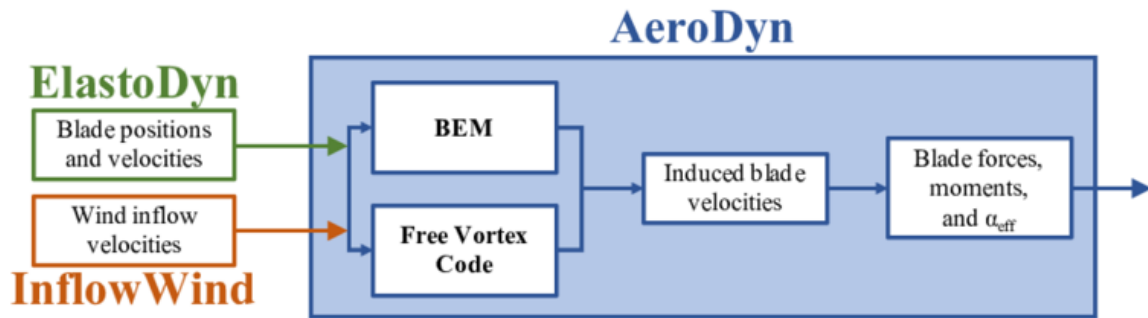 AeroDyn
ElastoDyn
Blade positions
and velocities
Wind inflow
velocities
InflowWind
BEM
Free Vortex
Code
Induced blade
velocities
Blade forces,
moments,
and αeff